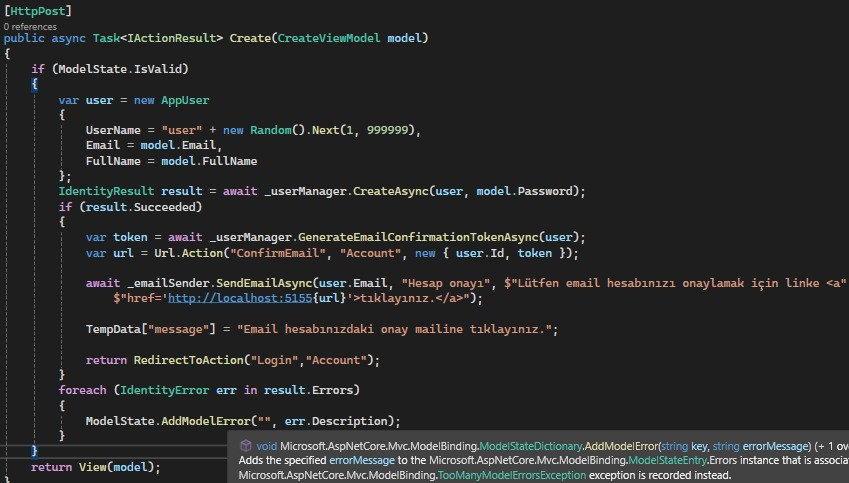 [HttpPost]
0 references
public async Task<IActionResult> Create(CreateViewModel model)
{
if (ModelState.IsValid)
{
var user = new AppUser
{
UserName = "user" + new Random().Next(1, 999999),
Email = model.Email,
FullName = model.FullName
};
IdentityResult result = await _userManager.CreateAsync(user, model.Password);
if (result.Succeeded)
{
var token = await _userManager.GenerateEmailConfirmationTokenAsync(user);
var url = Url.Action("ConfirmEmail", "Account", new { user.Id, token });
await _emailSender.SendEmailAsync(user.Email, "Hesap onayı", $"Lütfen email hesabınızı onaylamak için linke <a"
$"href='http://localhost:5155{url}'>tıklayınız.</a>");
TempData["message"] = "Email hesabınızdaki onay mailine tıklayınız.";
return RedirectToAction("Login","Account");
}
foreach (IdentityError err in result.Errors)
{
ModelState.AddModelError("", err.Description);
}
}
return View(model);
}
void Microsoft.AspNetCore.Mvc.ModelBinding.ModelStateDictionary.AddModelError(string key, string errorMessage) (+ 1 ove
Adds the specified errorMessage to the Microsoft.AspNetCore.Mvc.ModelBinding.ModelStateEntry.Errors instance that is associa
Microsoft.AspNetCore.Mvc.ModelBinding.TooManyModelErrorsException exception is recorded instead.